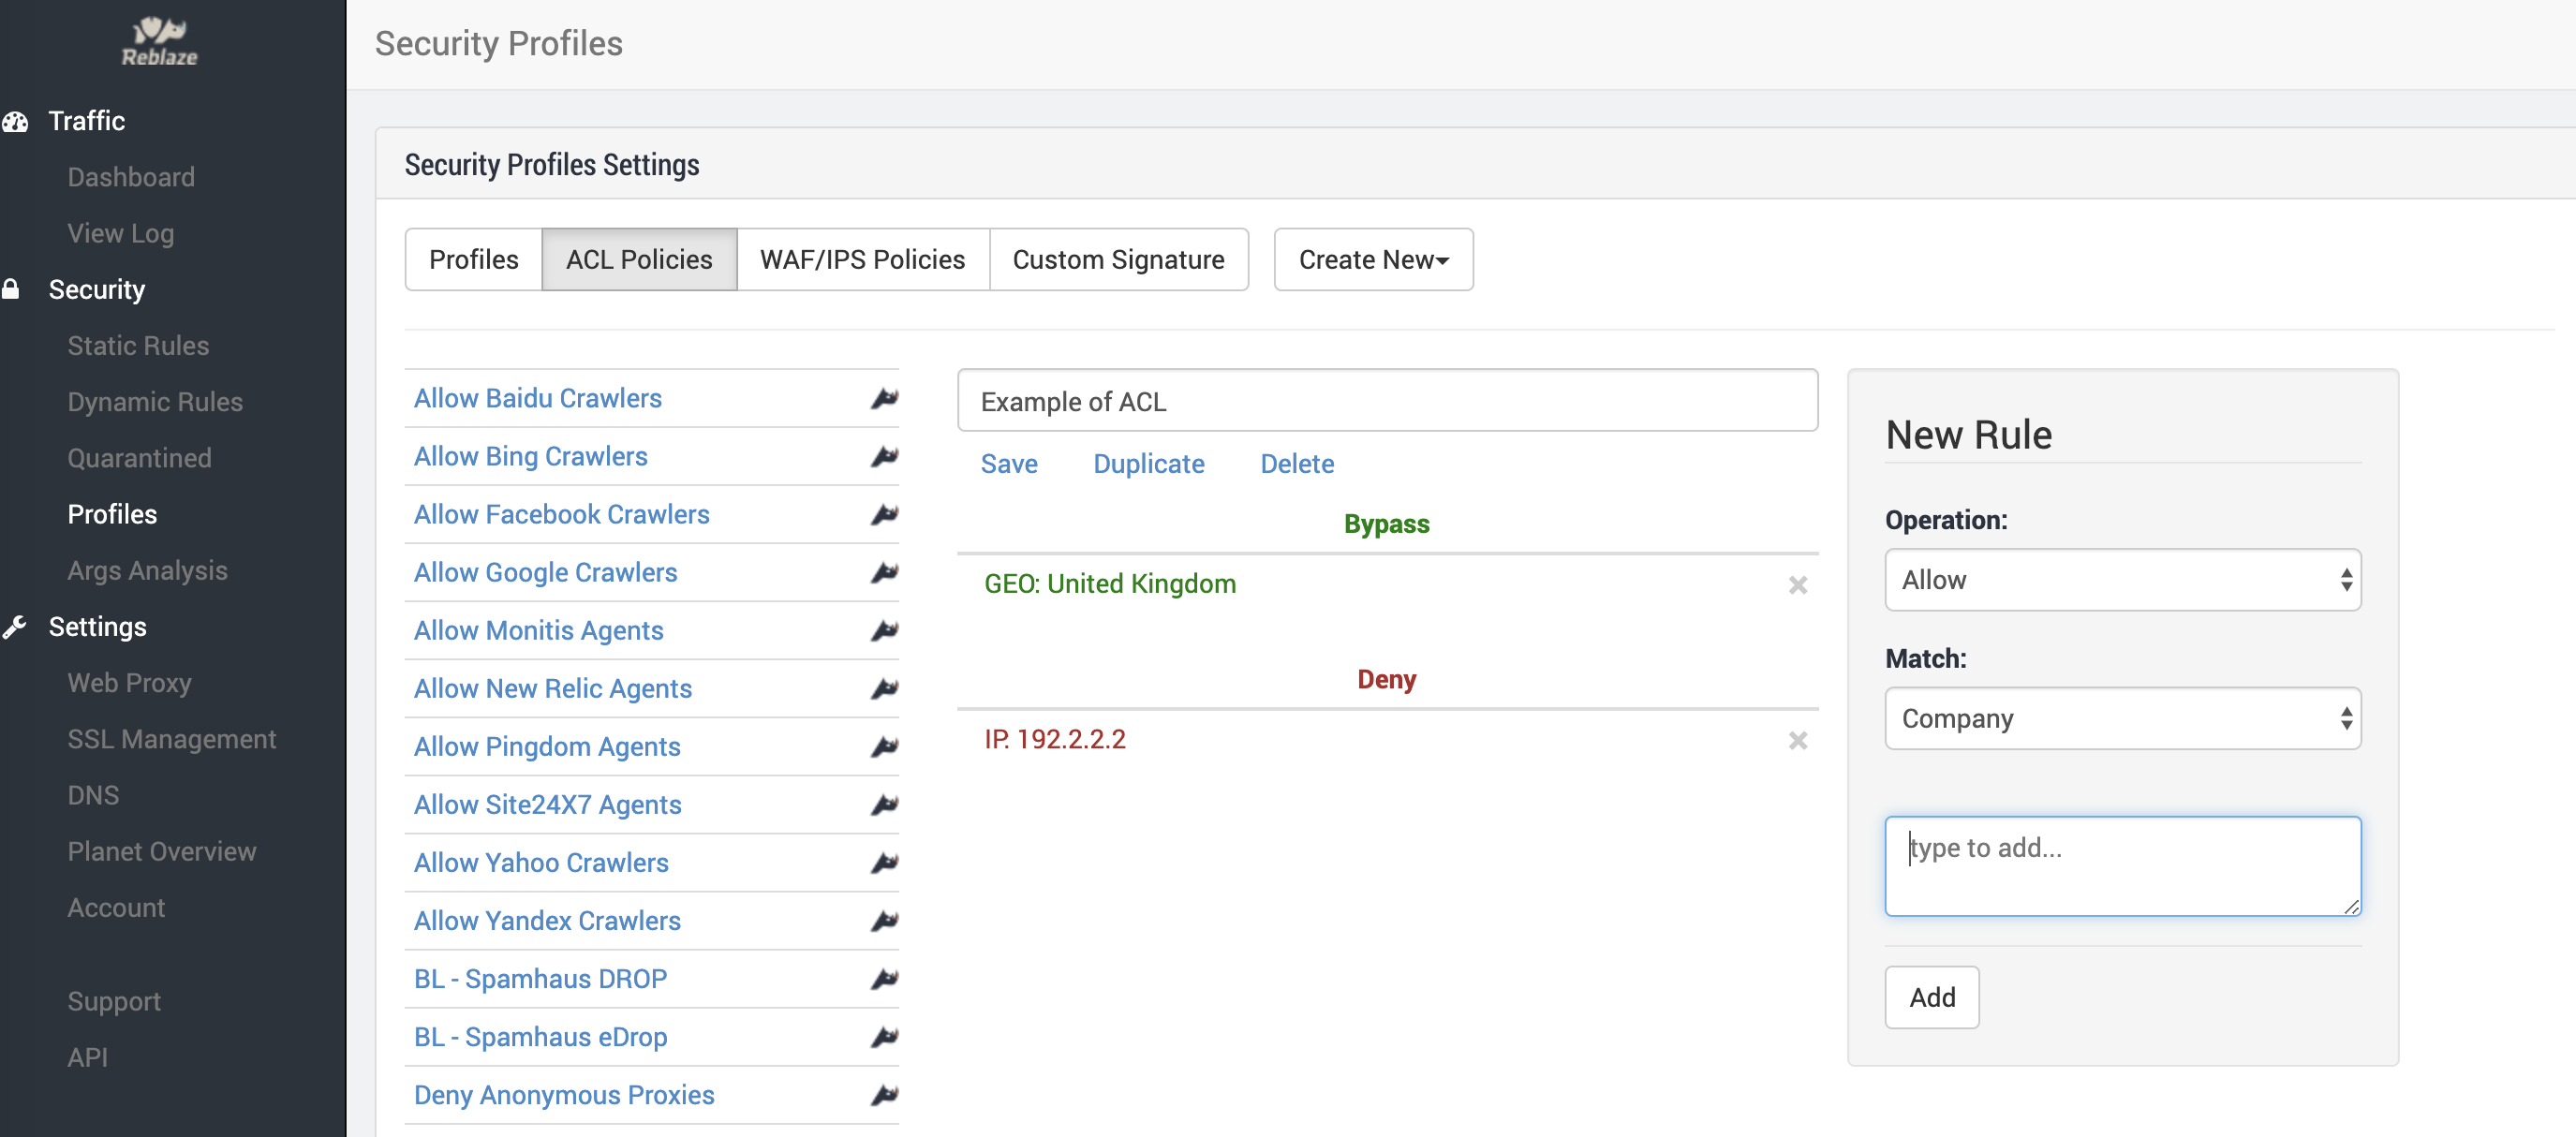 Reblaze
Traffic
Dashboard
View Log
Security
Static Rules
Dynamic Rules
Quarantined
Profiles
Args Analysis
Settings
Web Proxy
SSL Management
DNS
Planet Overview
Account
Support
API
Security Profiles
Security Profiles Settings
Profiles
ACL Policies
WAF/IPS Policies
Custom Signature
Create New
Allow Baidu Crawlers
Allow Bing Crawlers
Allow Facebook Crawlers
Allow Google Crawlers
Allow Monitis Agents
Allow New Relic Agents
Allow Pingdom Agents
Allow Site24X7 Agents
Allow Yahoo Crawlers
Allow Yandex Crawlers
BL - Spamhaus DROP
BL - Spamhaus eDrop
Deny Anonymous Proxies
Example of ACL
Save Duplicate Delete
Bypass
GEO: United Kingdom
Deny
IP: 192.2.2.2
New Rule
Operation:
Allow
Match:
Company
type to add...
Add